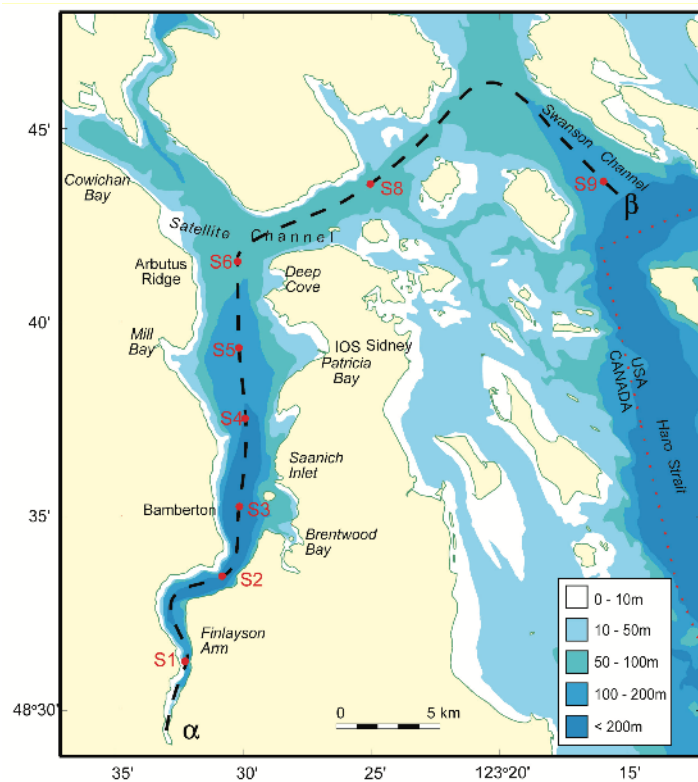 45'
Swanson Channel
Cowichan
Bay
S8
S9
β
Satellite Channel
S6
Arbutus
Ridge
Deep
Cove
40'
Mill
Bay
S5
IOS Sidney
Patricia
Bay
USA
CANADA
S4
Haro Strait
Saanich
Inlet
35'
Bamberton
S3
Brentwood
Bay
S2
0 - 10m
10 - 50m
50 - 100m
100 - 200m
< 200m
Finlayson
Arm
S1
48°30'
α
0 5 km
35' 30' 25' 123°20' 15'